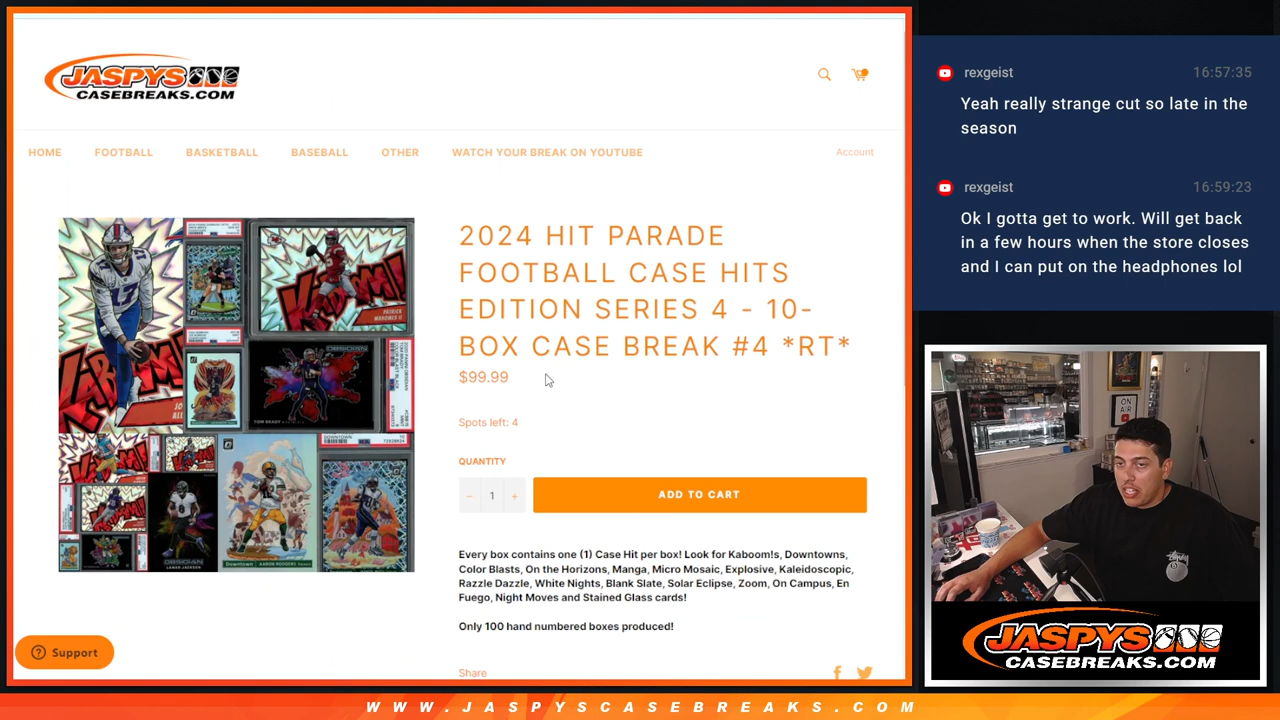 JASPYS
CASEBREAKS.COM
HOME
FOOTBALL
BASKETBALL
BASEBALL
OTHER
WATCH YOUR BREAK ON YOUTUBE
Account
2024 HIT PARADE
FOOTBALL CASE HITS
EDITION SERIES 4 - 10-
BOX CASE BREAK #4 *RT*
$99.99
Spots left: 4
QUANTITY
− 1 +
ADD TO CART
Every box contains one (1) Case Hit per box! Look for Kaboom!s, Downtowns,
Color Blasts, On the Horizons, Manga, Micro Mosaic, Explosive, Kaleidoscopic,
Razzle Dazzle, White Nights, Blank Slate, Solar Eclipse, Zoom, On Campus, En
Fuego, Night Moves and Stained Glass cards!
Only 100 hand numbered boxes produced!
Share
Support
rexgeist 16:57:35
Yeah really strange cut so late in the
season
rexgeist 16:59:23
Ok I gotta get to work. Will get back
in a few hours when the store closes
and I can put on the headphones lol
ON
AIR
JASPYS
CASEBREAKS.COM
WWW.JASPYSCASEBREAKS.COM